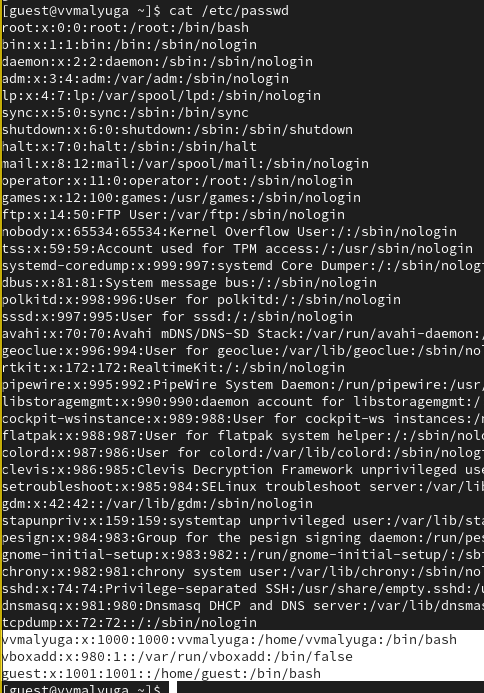 [guest@vvmalyuga ~]$ cat /etc/passwd
root:x:0:0:root:/root:/bin/bash
bin:x:1:1:bin:/bin:/sbin/nologin
daemon:x:2:2:daemon:/sbin:/sbin/nologin
adm:x:3:4:adm:/var/adm:/sbin/nologin
lp:x:4:7:lp:/var/spool/lpd:/sbin/nologin
sync:x:5:0:sync:/sbin:/bin/sync
shutdown:x:6:0:shutdown:/sbin:/sbin/shutdown
halt:x:7:0:halt:/sbin:/sbin/halt
mail:x:8:12:mail:/var/spool/mail:/sbin/nologin
operator:x:11:0:operator:/root:/sbin/nologin
games:x:12:100:games:/usr/games:/sbin/nologin
ftp:x:14:50:FTP User:/var/ftp:/sbin/nologin
nobody:x:65534:65534:Kernel Overflow User:/:/sbin/nologin
tss:x:59:59:Account used for TPM access:/:/usr/sbin/nologin
systemd-coredump:x:999:997:systemd Core Dumper:/:/sbin/nologi
dbus:x:81:81:System message bus:/:/sbin/nologin
polkitd:x:998:996:User for polkitd:/:/sbin/nologin
sssd:x:997:995:User for sssd:/:/sbin/nologin
avahi:x:70:70:Avahi mDNS/DNS-SD Stack:/var/run/avahi-daemon:/
geoclue:x:996:994:User for geoclue:/var/lib/geoclue:/sbin/nol
rtkit:x:172:172:RealtimeKit:/:/sbin/nologin
pipewire:x:995:992:PipeWire System Daemon:/run/pipewire:/usr/
libstoragemgmt:x:990:990:daemon account for libstoragemgmt:/
cockpit-wsinstance:x:989:988:User for cockpit-ws instances:/n
flatpak:x:988:987:User for flatpak system helper:/:/sbin/nolo
colord:x:987:986:User for colord:/var/lib/colord:/sbin/nologi
clevis:x:986:985:Clevis Decryption Framework unprivileged use
setroubleshoot:x:985:984:SELinux troubleshoot server:/var/lib
gdm:x:42:42::/var/lib/gdm:/sbin/nologin
stapunpriv:x:159:159:systemtap unprivileged user:/var/lib/sta
pesign:x:984:983:Group for the pesign signing daemon:/run/pes
gnome-initial-setup:x:983:982::/run/gnome-initial-setup/:/sbi
chrony:x:982:981:chrony system user:/var/lib/chrony:/sbin/nol
sshd:x:74:74:Privilege-separated SSH:/usr/share/empty.sshd:/u
dnsmasq:x:981:980:Dnsmasq DHCP and DNS server:/var/lib/dnsmas
tcpdump:x:72:72::/:/sbin/nologin
vvmalyuga:x:1000:1000:vvmalyuga:/home/vvmalyuga:/bin/bash
vboxadd:x:980:1::/var/run/vboxadd:/bin/false
guest:x:1001:1001::/home/guest:/bin/bash
[guest@vvmalyuga ~]$